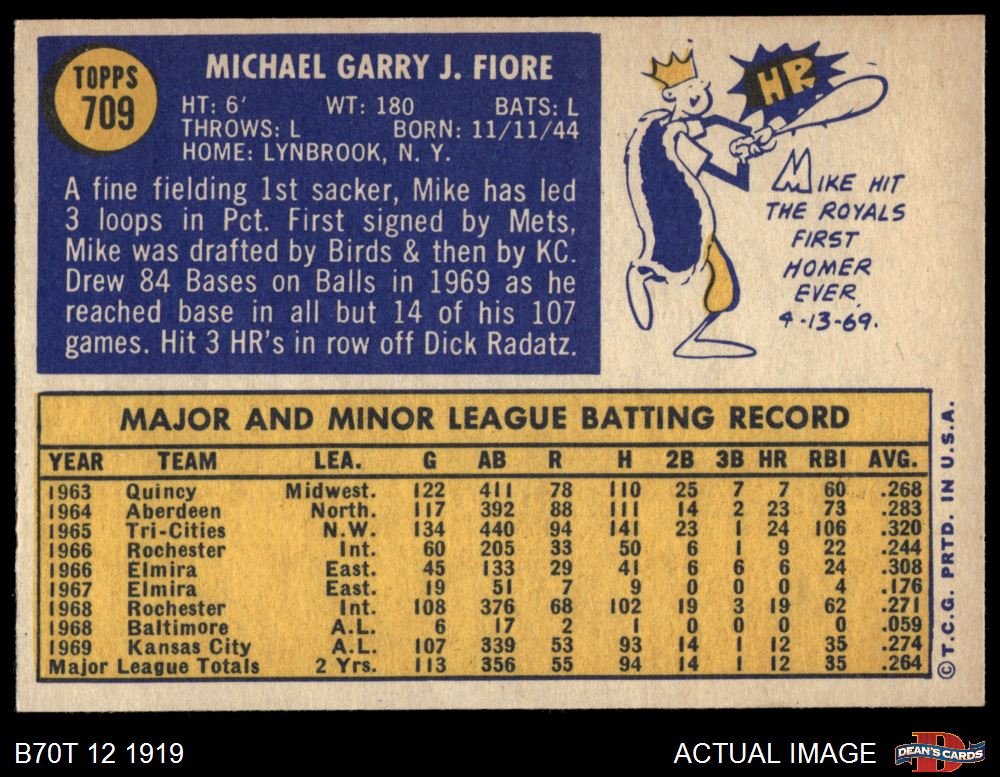 TOPPS
709
MICHAEL GARRY J. FIORE
HT: 6' WT: 180 BATS: L
THROWS: L BORN: 11/11/44
HOME: LYNBROOK, N. Y.
A fine fielding 1st sacker, Mike has led
3 loops in Pct. First signed by Mets,
Mike was drafted by Birds & then by KC.
Drew 84 Bases on Balls in 1969 as he
reached base in all but 14 of his 107
games. Hit 3 HR's in row off Dick Radatz.
HR
MIKE HIT
THE ROYALS
FIRST
HOMER
EVER.
4-13-69.
MAJOR AND MINOR LEAGUE BATTING RECORD
YEAR TEAM LEA. G AB R H 2B 3B HR RBI AVG.
1963 Quincy Midwest. 122 411 78 110 25 7 7 60 .268
1964 Aberdeen North. 117 392 88 111 14 2 23 73 .283
1965 Tri-Cities N.W. 134 440 94 141 23 1 24 106 .320
1966 Rochester Int. 60 205 33 50 6 1 9 22 .244
1966 Elmira East. 45 133 29 41 6 6 6 24 .308
1967 Elmira East. 19 51 7 9 0 0 0 4 .176
1968 Rochester Int. 108 376 68 102 19 3 19 62 .271
1968 Baltimore A.L. 6 17 2 1 0 0 0 0 .059
1969 Kansas City A.L. 107 339 53 93 14 1 12 35 .274
Major League Totals 2 Yrs. 113 356 55 94 14 1 12 35 .264
© T.C.G. PRTD. IN U.S.A.
B70T 12 1919
ACTUAL IMAGE
DEAN'S CARDS